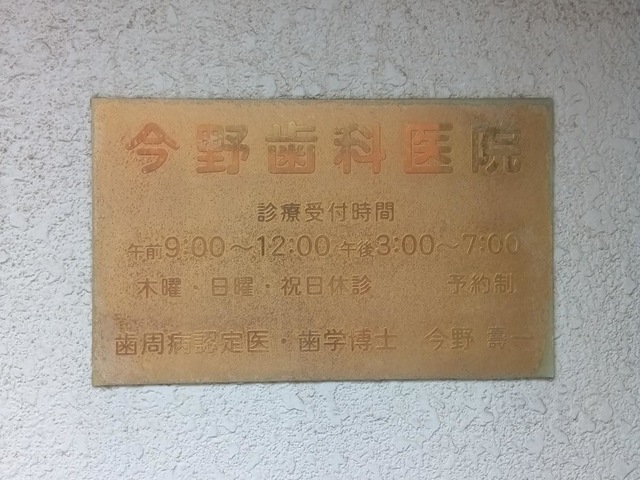 今野歯科医院
診療受付時間
午前9:00～12:00 午後3:00～7:00
木曜・日曜・祝日休診 予約制
歯周病認定医・歯学博士 今野 壽一